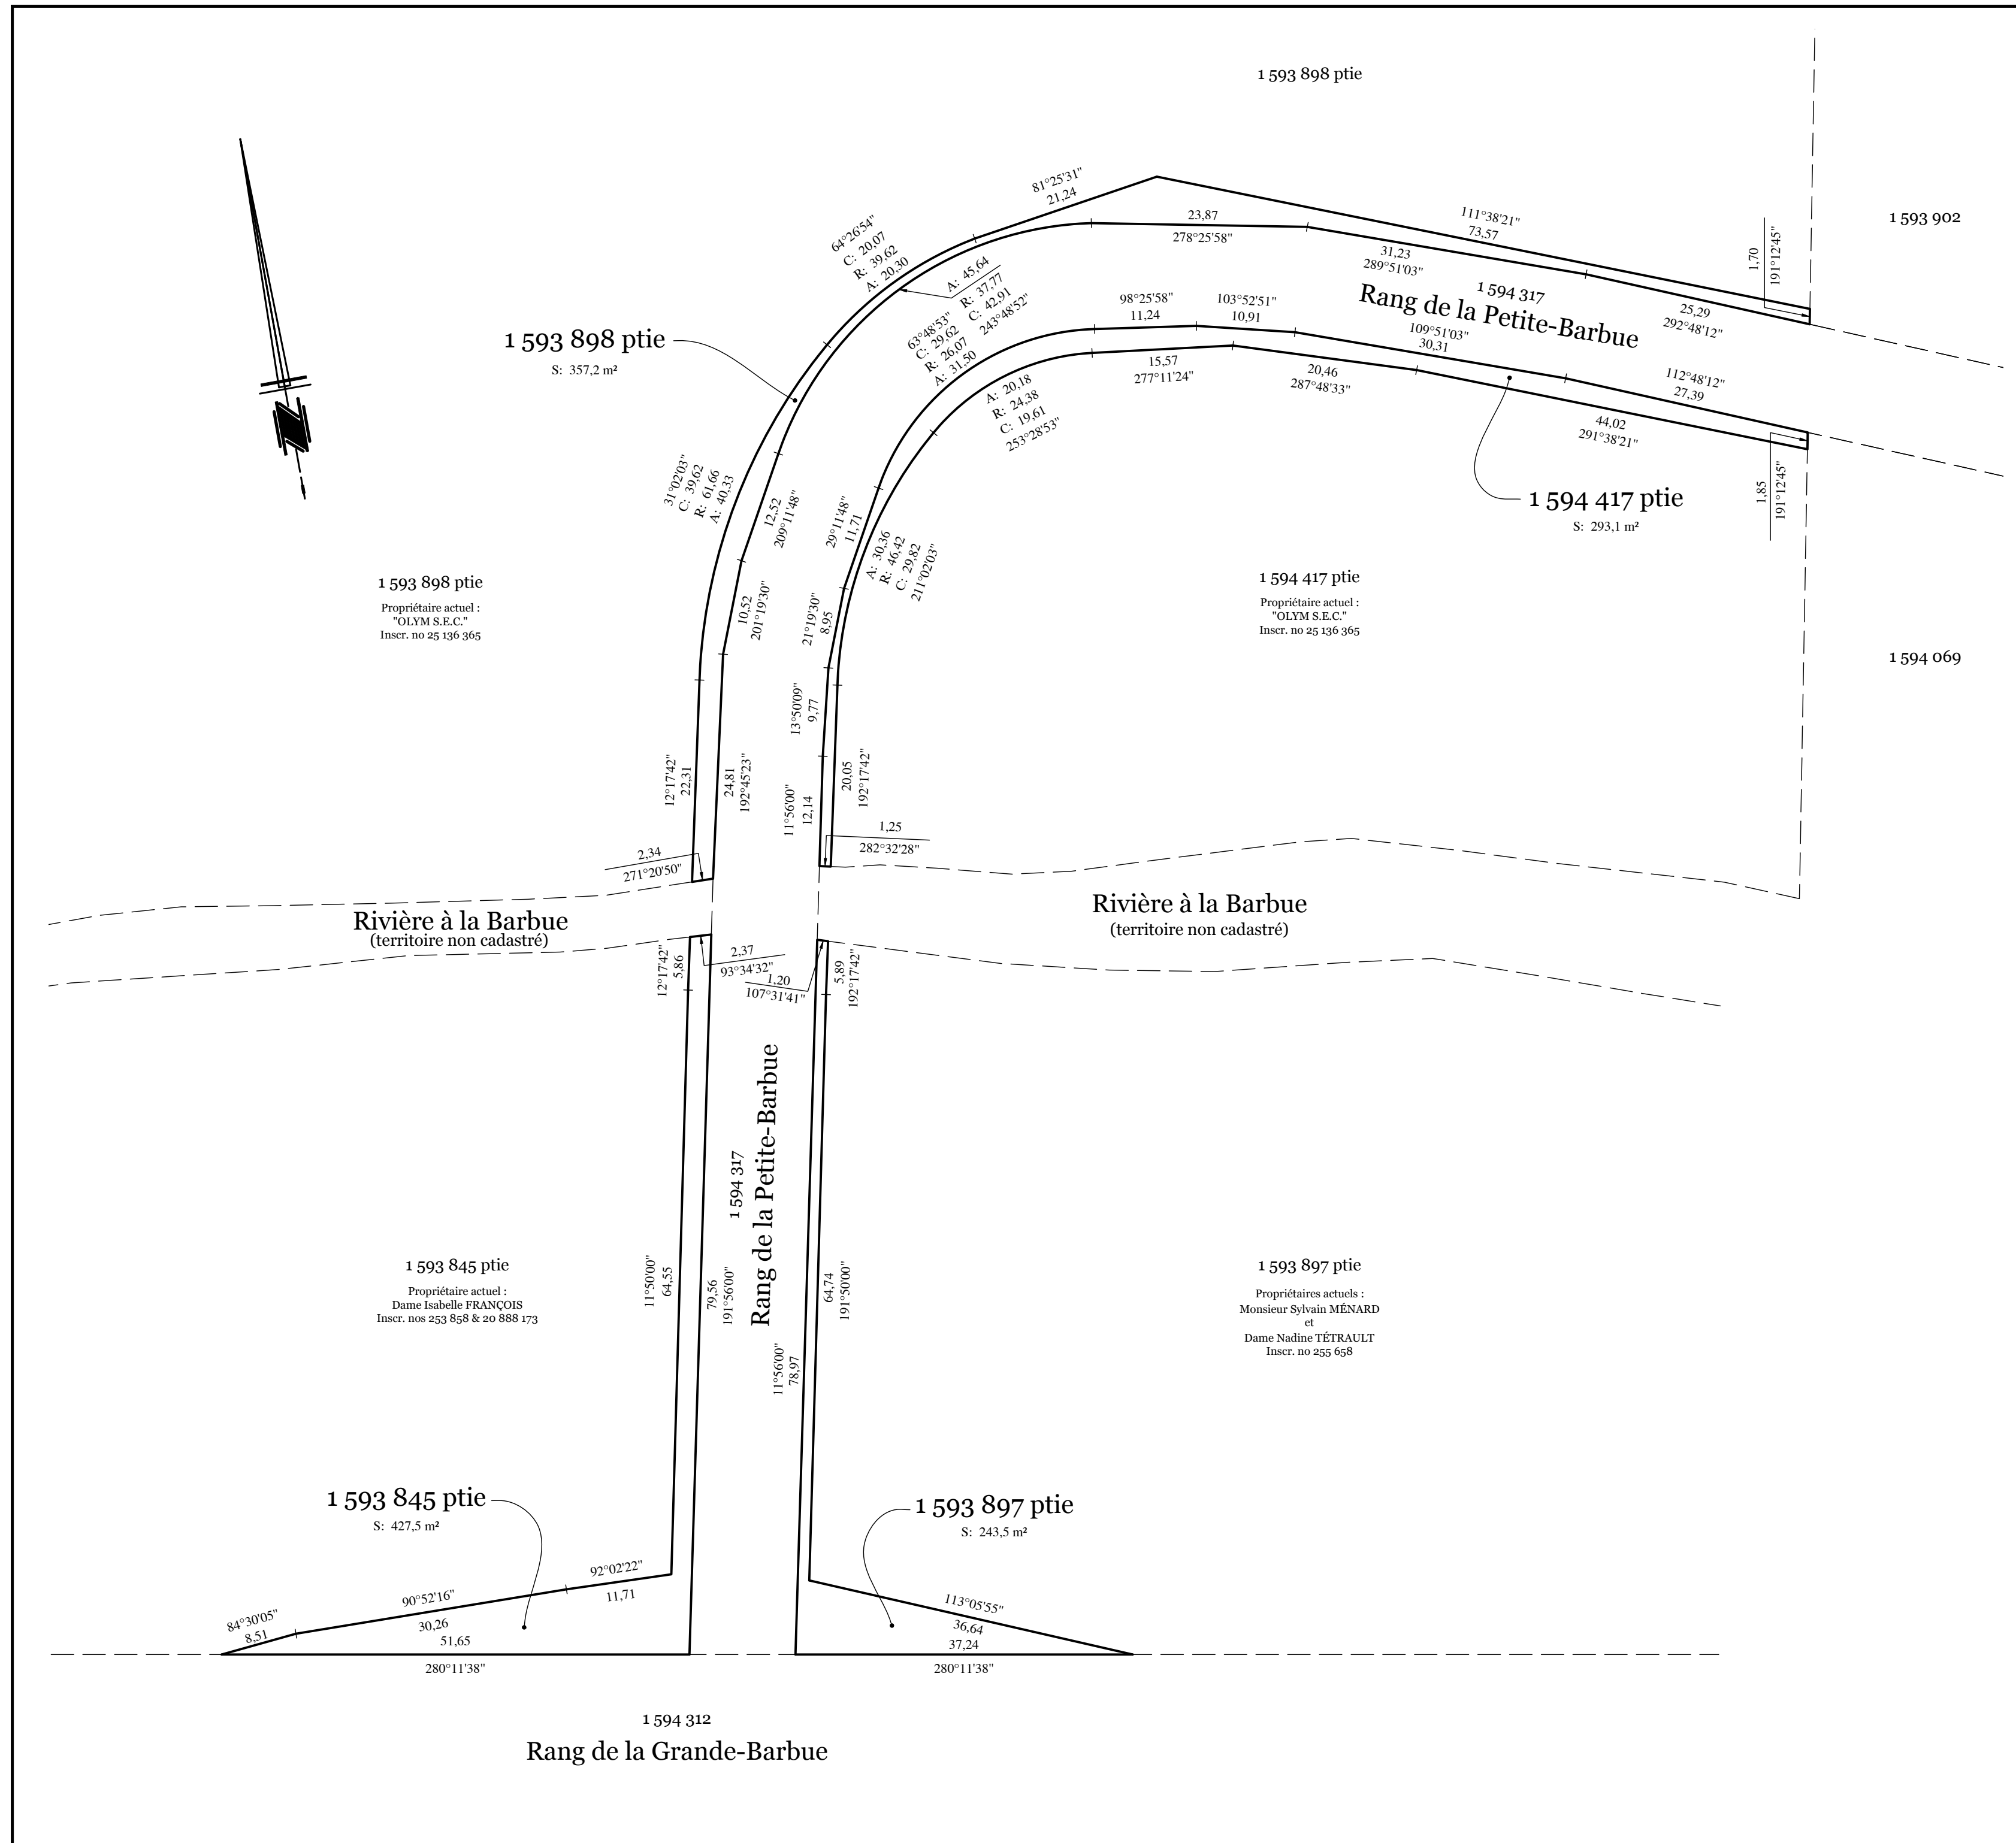 1 593 898 ptie
1 593 902
81°25'31"
21,24
111°38'21"
73,57
23,87
278°25'58"
31,23
289°51'03"
1,70
191°12'45"
25,29
292°48'12"
1 594 317
Rang de la Petite-Barbue
64°26'54"
C: 20,07
R: 39,62
A: 20,30
A: 45,64
R: 37,77
C: 42,91
243°48'52"
63°48'53"
C: 29,62
R: 26,07
A: 31,50
98°25'58"
11,24
103°52'51"
10,91
109°51'03"
30,31
112°48'12"
27,39
15,57
277°11'24"
20,46
287°48'33"
44,02
291°38'21"
1,85
191°12'45"
A: 20,18
R: 24,38
C: 19,61
253°28'53"
1 593 898 ptie
S: 357,2 m²
1 594 417 ptie
S: 293,1 m²
31°02'03"
C: 39,62
R: 61,66
A: 40,33
12,52
209°11'48"
29°11'48"
11,71
A: 30,36
R: 46,42
C: 29,82
211°02'03"
10,52
201°19'30"
21°19'30"
8,95
1 593 898 ptie
Propriétaire actuel :
"OLYM S.E.C."
Inscr. no 25 136 365
1 594 417 ptie
Propriétaire actuel :
"OLYM S.E.C."
Inscr. no 25 136 365
1 594 069
13°50'09"
9,77
12°17'42"
22,31
24,81
192°45'23"
11°56'00"
12,14
20,05
192°17'42"
1,25
282°32'28"
2,34
271°20'50"
Rivière à la Barbue
(territoire non cadastré)
Rivière à la Barbue
(territoire non cadastré)
12°17'42"
5,86
2,37
93°34'32"
1,20
107°31'41"
5,89
192°17'42"
1 594 317
Rang de la Petite-Barbue
11°50'00"
64,55
79,56
191°56'00"
11°56'00"
78,97
64,74
191°50'00"
1 593 845 ptie
Propriétaire actuel :
Dame Isabelle FRANÇOIS
Inscr. nos 253 858 & 20 888 173
1 593 897 ptie
Propriétaires actuels :
Monsieur Sylvain MÉNARD
et
Dame Nadine TÉTRAULT
Inscr. no 255 658
1 593 845 ptie
S: 427,5 m²
1 593 897 ptie
S: 243,5 m²
84°30'05"
8,51
90°52'16"
30,26
92°02'22"
11,71
51,65
280°11'38"
113°05'55"
36,64
37,24
280°11'38"
1 594 312
Rang de la Grande-Barbue